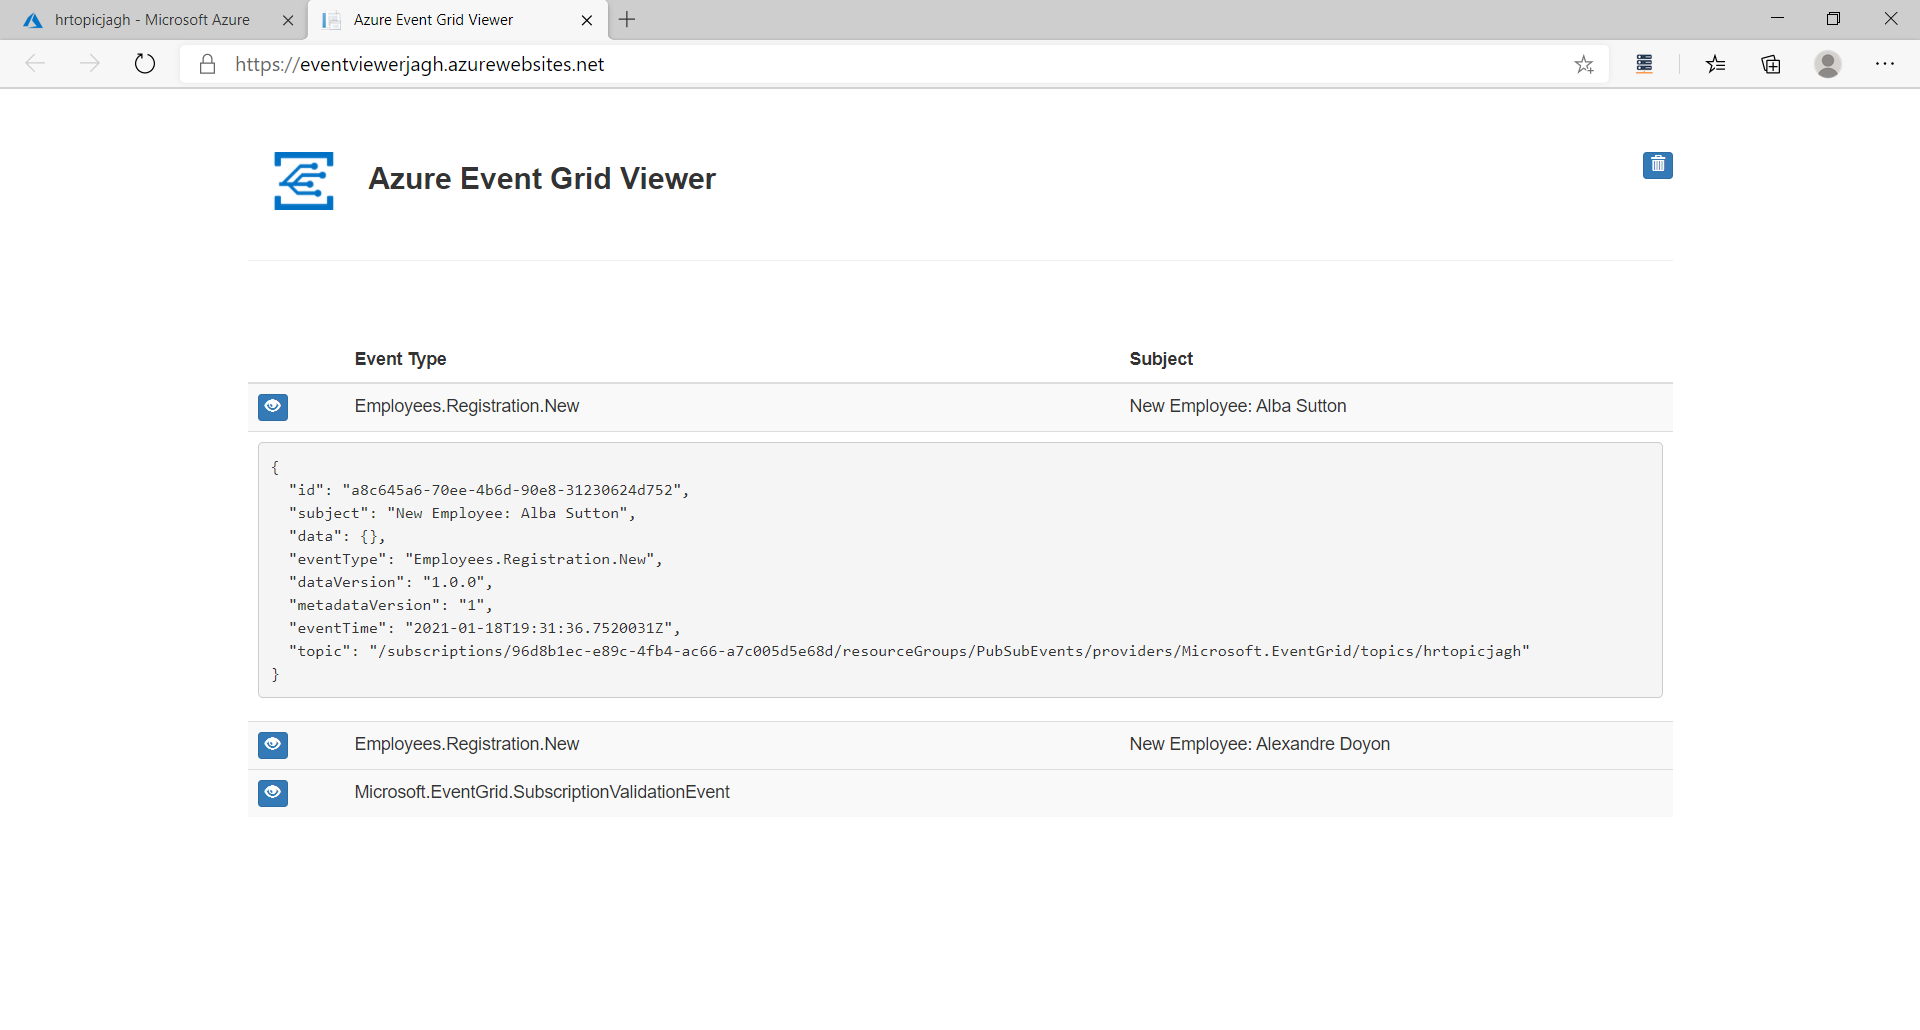 hrtopicjagh - Microsoft Azure
Azure Event Grid Viewer
https://eventviewerjagh.azurewebsites.net
Azure Event Grid Viewer
Event Type Subject
Employees.Registration.New New Employee: Alba Sutton
{
"id": "a8c645a6-70ee-4b6d-90e8-31230624d752",
"subject": "New Employee: Alba Sutton",
"data": {},
"eventType": "Employees.Registration.New",
"dataVersion": "1.0.0",
"metadataVersion": "1",
"eventTime": "2021-01-18T19:31:36.7520031Z",
"topic": "/subscriptions/96d8b1ec-e89c-4fb4-ac66-a7c005d5e68d/resourceGroups/PubSubEvents/providers/Microsoft.EventGrid/topics/hrtopicjagh"
}
Employees.Registration.New New Employee: Alexandre Doyon
Microsoft.EventGrid.SubscriptionValidationEvent